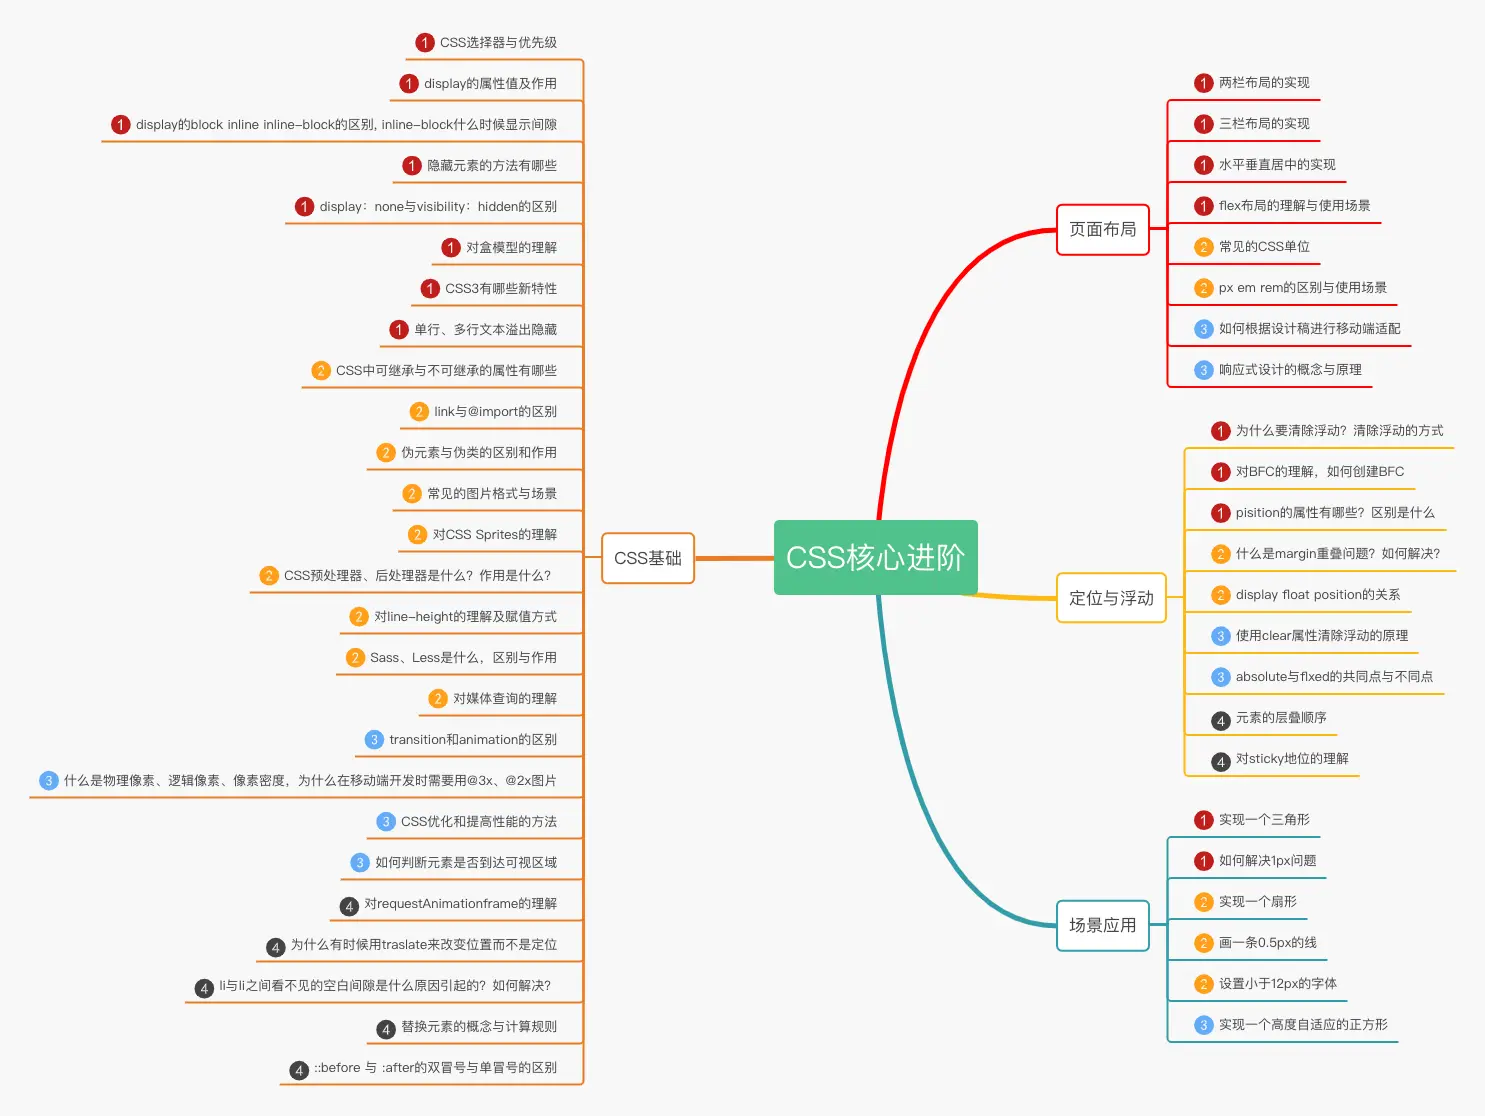 CSS核心进阶
CSS基础
1 CSS选择器与优先级
1 display的属性值及作用
1 display的block inline inline-block的区别, inline-block什么时候显示间隙
1 隐藏元素的方法有哪些
1 display：none与visibility：hidden的区别
1 对盒模型的理解
1 CSS3有哪些新特性
1 单行、多行文本溢出隐藏
2 CSS中可继承与不可继承的属性有哪些
2 link与@import的区别
2 伪元素与伪类的区别和作用
2 常见的图片格式与场景
2 对CSS Sprites的理解
2 CSS预处理器、后处理器是什么？作用是什么？
2 对line-height的理解及赋值方式
2 Sass、Less是什么，区别与作用
2 对媒体查询的理解
3 transition和animation的区别
3 什么是物理像素、逻辑像素、像素密度，为什么在移动端开发时需要用@3x、@2x图片
3 CSS优化和提高性能的方法
3 如何判断元素是否到达可视区域
4 对requestAnimationframe的理解
4 为什么有时候用traslate来改变位置而不是定位
4 li与li之间看不见的空白间隙是什么原因引起的？如何解决？
4 替换元素的概念与计算规则
4 ::before 与 :after的双冒号与单冒号的区别
页面布局
1 两栏布局的实现
1 三栏布局的实现
1 水平垂直居中的实现
1 flex布局的理解与使用场景
2 常见的CSS单位
2 px em rem的区别与使用场景
3 如何根据设计稿进行移动端适配
3 响应式设计的概念与原理
定位与浮动
1 为什么要清除浮动？清除浮动的方式
1 对BFC的理解，如何创建BFC
1 pisition的属性有哪些？区别是什么
2 什么是margin重叠问题？如何解决？
2 display float position的关系
3 使用clear属性清除浮动的原理
3 absolute与fixed的共同点与不同点
4 元素的层叠顺序
4 对sticky地位的理解
场景应用
1 实现一个三角形
1 如何解决1px问题
2 实现一个扇形
2 画一条0.5px的线
2 设置小于12px的字体
3 实现一个高度自适应的正方形